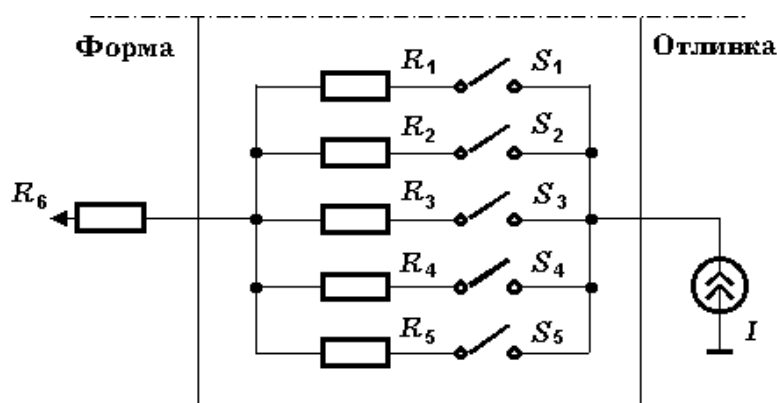 Форма
Отливка
R1 S1
R2 S2
R3 S3
R6
R4 S4
R5 S5
I